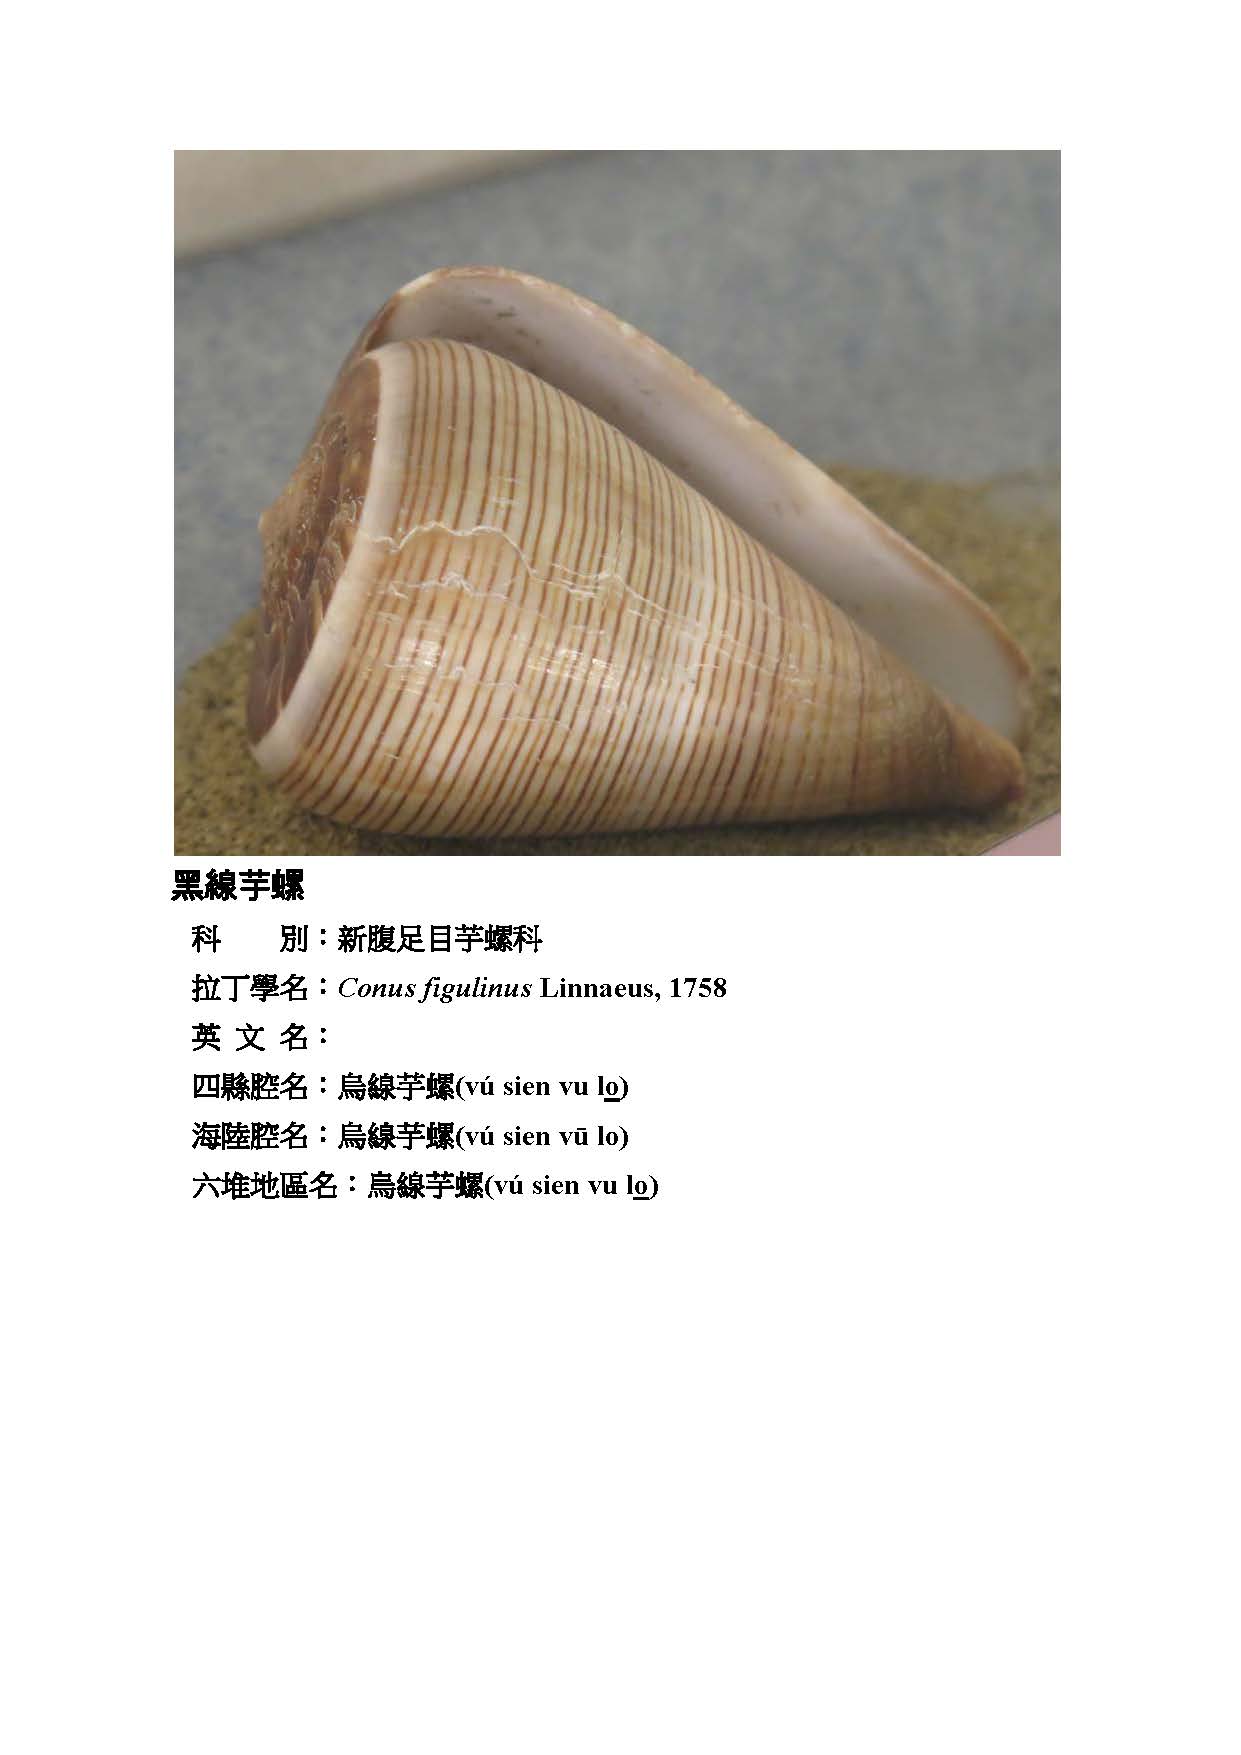 黑線芋螺
科　　別：新腹足目芋螺科
拉丁學名：Conus figulinus Linnaeus, 1758
英 文 名：
四縣腔名：烏線芋螺(vú sien vu lo)
海陸腔名：烏線芋螺(vú sien vū lo)
六堆地區名：烏線芋螺(vú sien vu lo)